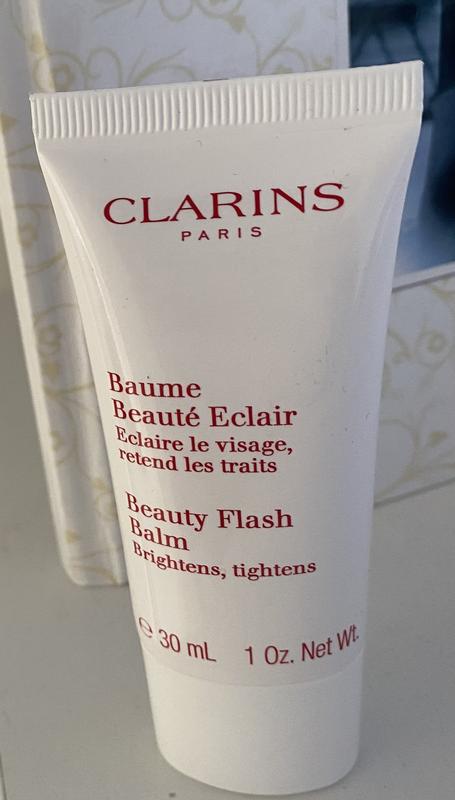 CLARINS
PARIS
Baume
Beauté Eclair
Eclaire le visage,
retend les traits
Beauty Flash
Balm
Brightens, tightens
℮ 30 mL 1 Oz. Net Wt.